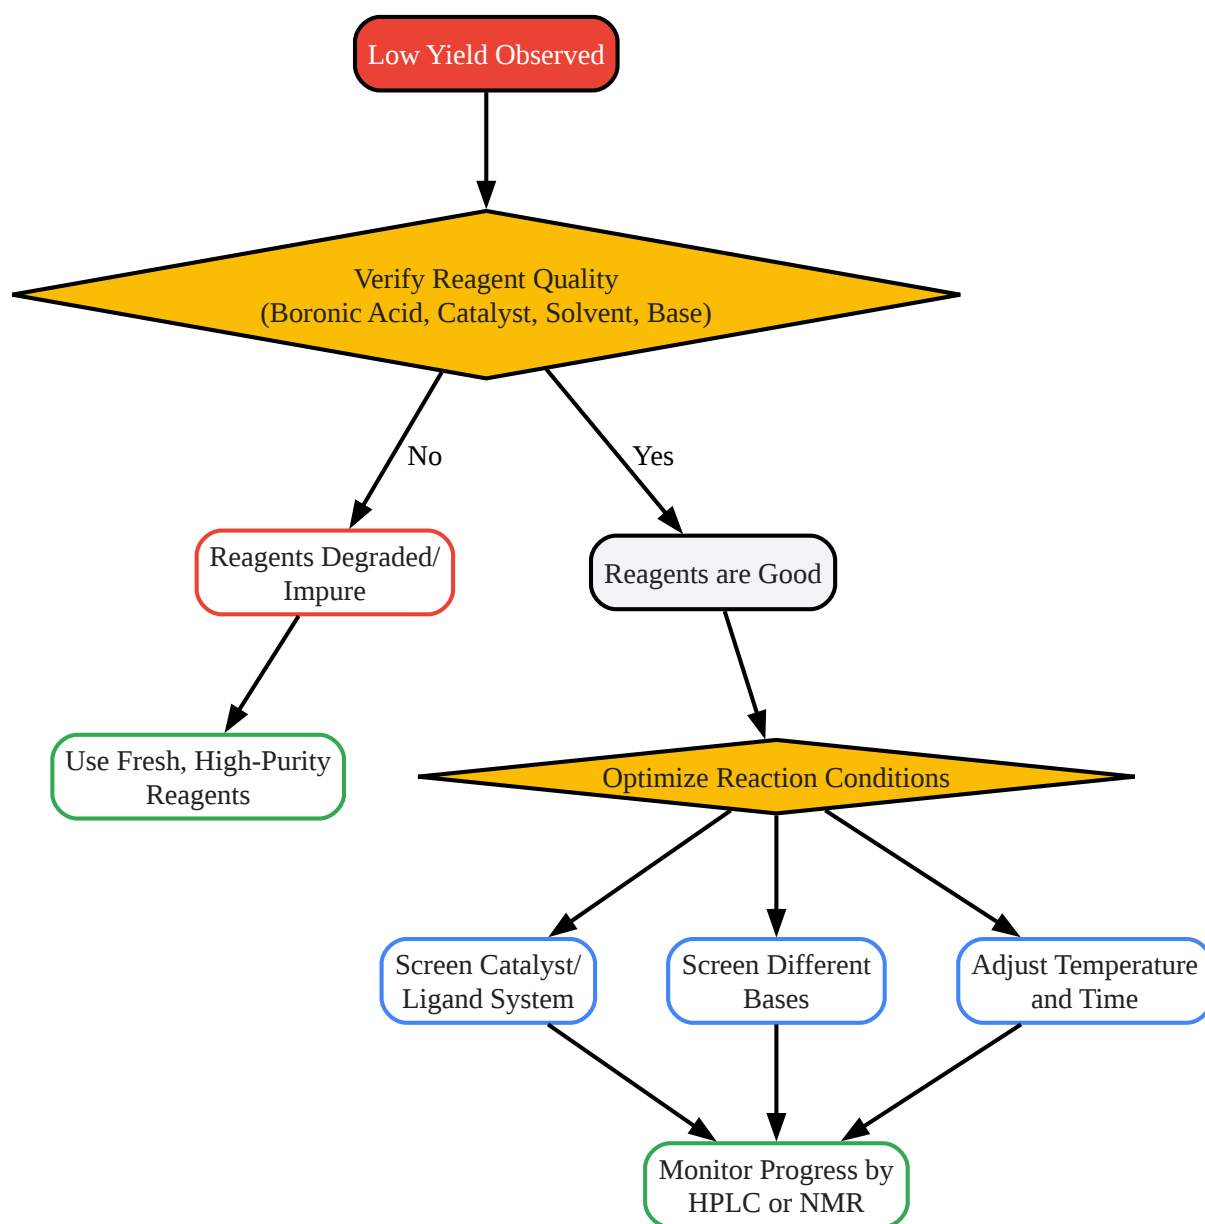 Low Yield Observed
Verify Reagent Quality
(Boronic Acid, Catalyst, Solvent, Base)
No
Yes
Reagents Degraded/
Impure
Reagents are Good
Use Fresh, High-Purity
Reagents
Optimize Reaction Conditions
Screen Catalyst/
Ligand System
Screen Different
Bases
Adjust Temperature
and Time
Monitor Progress by
HPLC or NMR